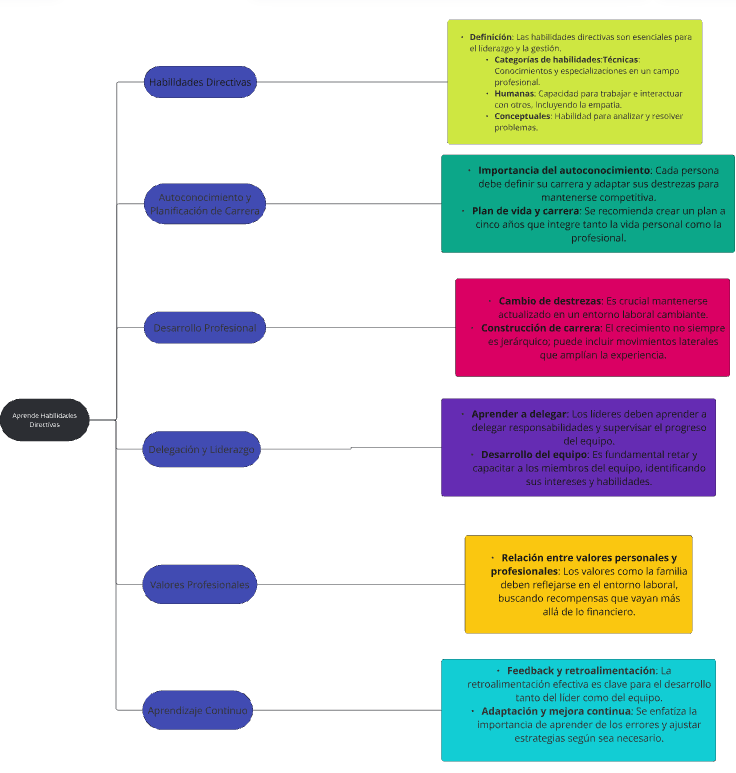 Habilidades Directivas
• Definición: Las habilidades directivas son esenciales para
el liderazgo y la gestión.
• Categorías de habilidades:Técnicas:
Conocimientos y especializaciones en un campo
profesional.
• Humanas: Capacidad para trabajar e interactuar
con otros, incluyendo la empatía.
• Conceptuales: Habilidad para analizar y resolver
problemas.
Autoconocimiento y
Planificación de Carrera
• Importancia del autoconocimiento: Cada persona
debe definir su carrera y adaptar sus destrezas para
mantenerse competitiva.
• Plan de vida y carrera: Se recomienda crear un plan a
cinco años que integre tanto la vida personal como la
profesional.
Desarrollo Profesional
• Cambio de destrezas: Es crucial mantenerse
actualizado en un entorno laboral cambiante.
• Construcción de carrera: El crecimiento no siempre
es jerárquico; puede incluir movimientos laterales
que amplían la experiencia.
Aprende Habilidades
Directivas
Delegación y Liderazgo
• Aprender a delegar: Los líderes deben aprender a
delegar responsabilidades y supervisar el progreso
del equipo.
• Desarrollo del equipo: Es fundamental retar y
capacitar a los miembros del equipo, identificando
sus intereses y habilidades.
Valores Profesionales
• Relación entre valores personales y
profesionales: Los valores como la familia
deben reflejarse en el entorno laboral,
buscando recompensas que vayan más
allá de lo financiero.
Aprendizaje Continuo
• Feedback y retroalimentación: La
retroalimentación efectiva es clave para el desarrollo
tanto del líder como del equipo.
• Adaptación y mejora continua: Se enfatiza la
importancia de aprender de los errores y ajustar
estrategias según sea necesario.